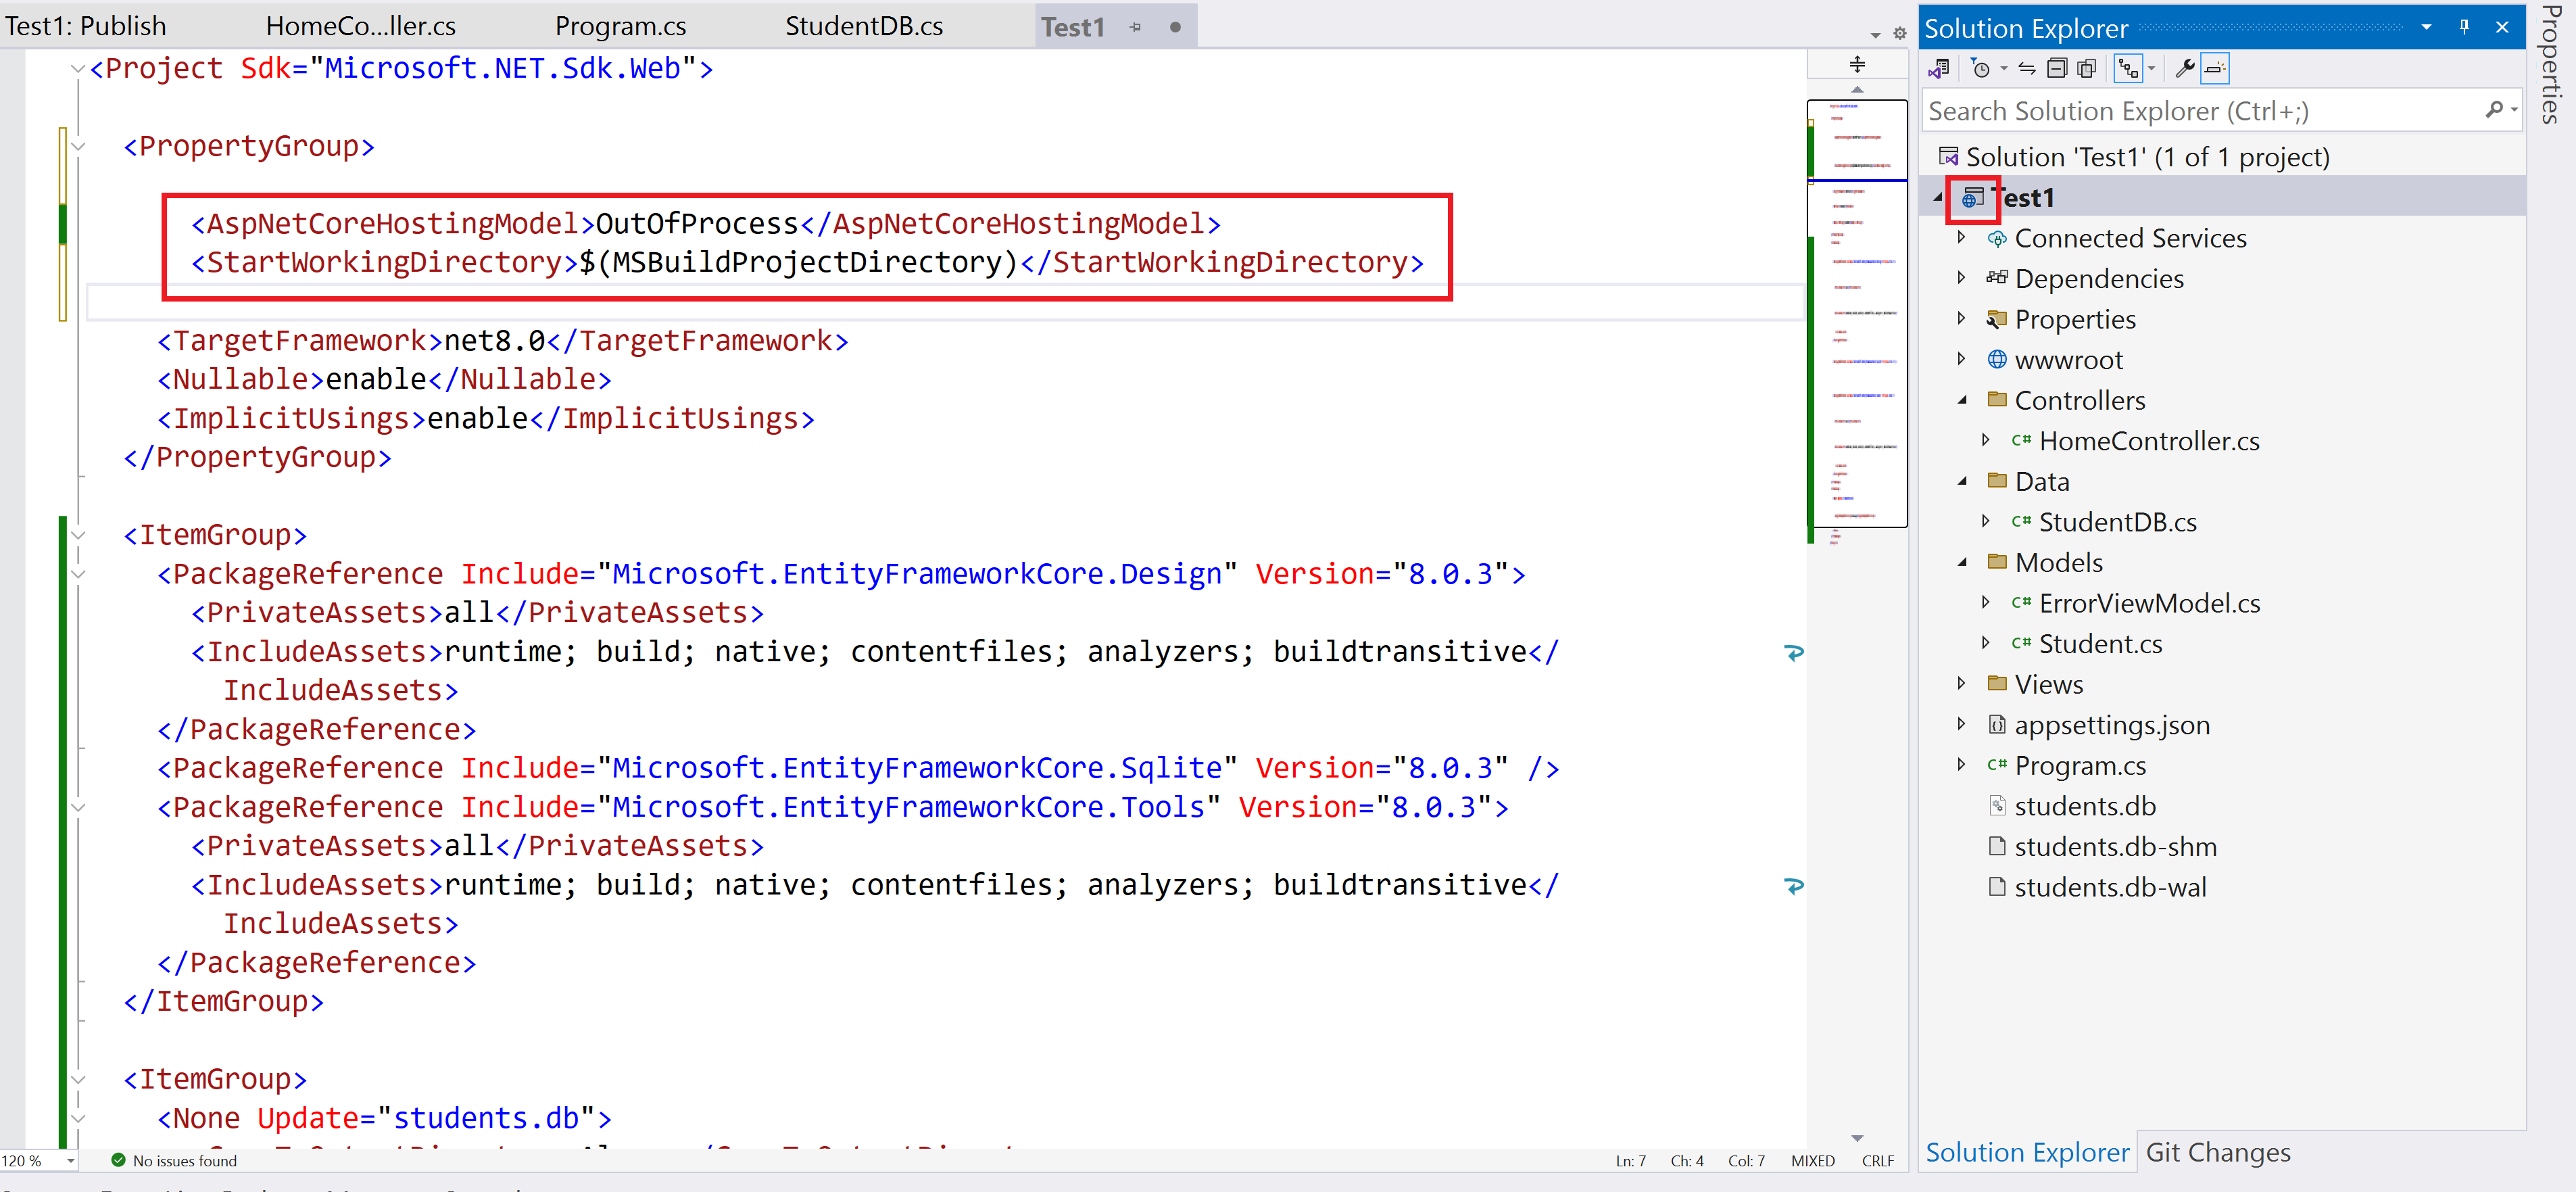 Test1: Publish
HomeCo...ller.cs
Program.cs
StudentDB.cs
Test1
<Project Sdk="Microsoft.NET.Sdk.Web">
<PropertyGroup>
<AspNetCoreHostingModel>OutOfProcess</AspNetCoreHostingModel>
<StartWorkingDirectory>$(MSBuildProjectDirectory)</StartWorkingDirectory>
<TargetFramework>net8.0</TargetFramework>
<Nullable>enable</Nullable>
<ImplicitUsings>enable</ImplicitUsings>
</PropertyGroup>
<ItemGroup>
<PackageReference Include="Microsoft.EntityFrameworkCore.Design" Version="8.0.3">
<PrivateAssets>all</PrivateAssets>
<IncludeAssets>runtime; build; native; contentfiles; analyzers; buildtransitive</
IncludeAssets>
</PackageReference>
<PackageReference Include="Microsoft.EntityFrameworkCore.Sqlite" Version="8.0.3" />
<PackageReference Include="Microsoft.EntityFrameworkCore.Tools" Version="8.0.3">
<PrivateAssets>all</PrivateAssets>
<IncludeAssets>runtime; build; native; contentfiles; analyzers; buildtransitive</
IncludeAssets>
</PackageReference>
</ItemGroup>
<ItemGroup>
<None Update="students.db">
120 %
No issues found
Ln: 7
Ch: 4
Col: 7
MIXED
CRLF
Solution Explorer
Search Solution Explorer (Ctrl+;)
Solution 'Test1' (1 of 1 project)
Test1
Connected Services
Dependencies
Properties
wwwroot
Controllers
C# HomeController.cs
Data
C# StudentDB.cs
Models
C# ErrorViewModel.cs
C# Student.cs
Views
appsettings.json
C# Program.cs
students.db
students.db-shm
students.db-wal
Solution Explorer
Git Changes
Properties